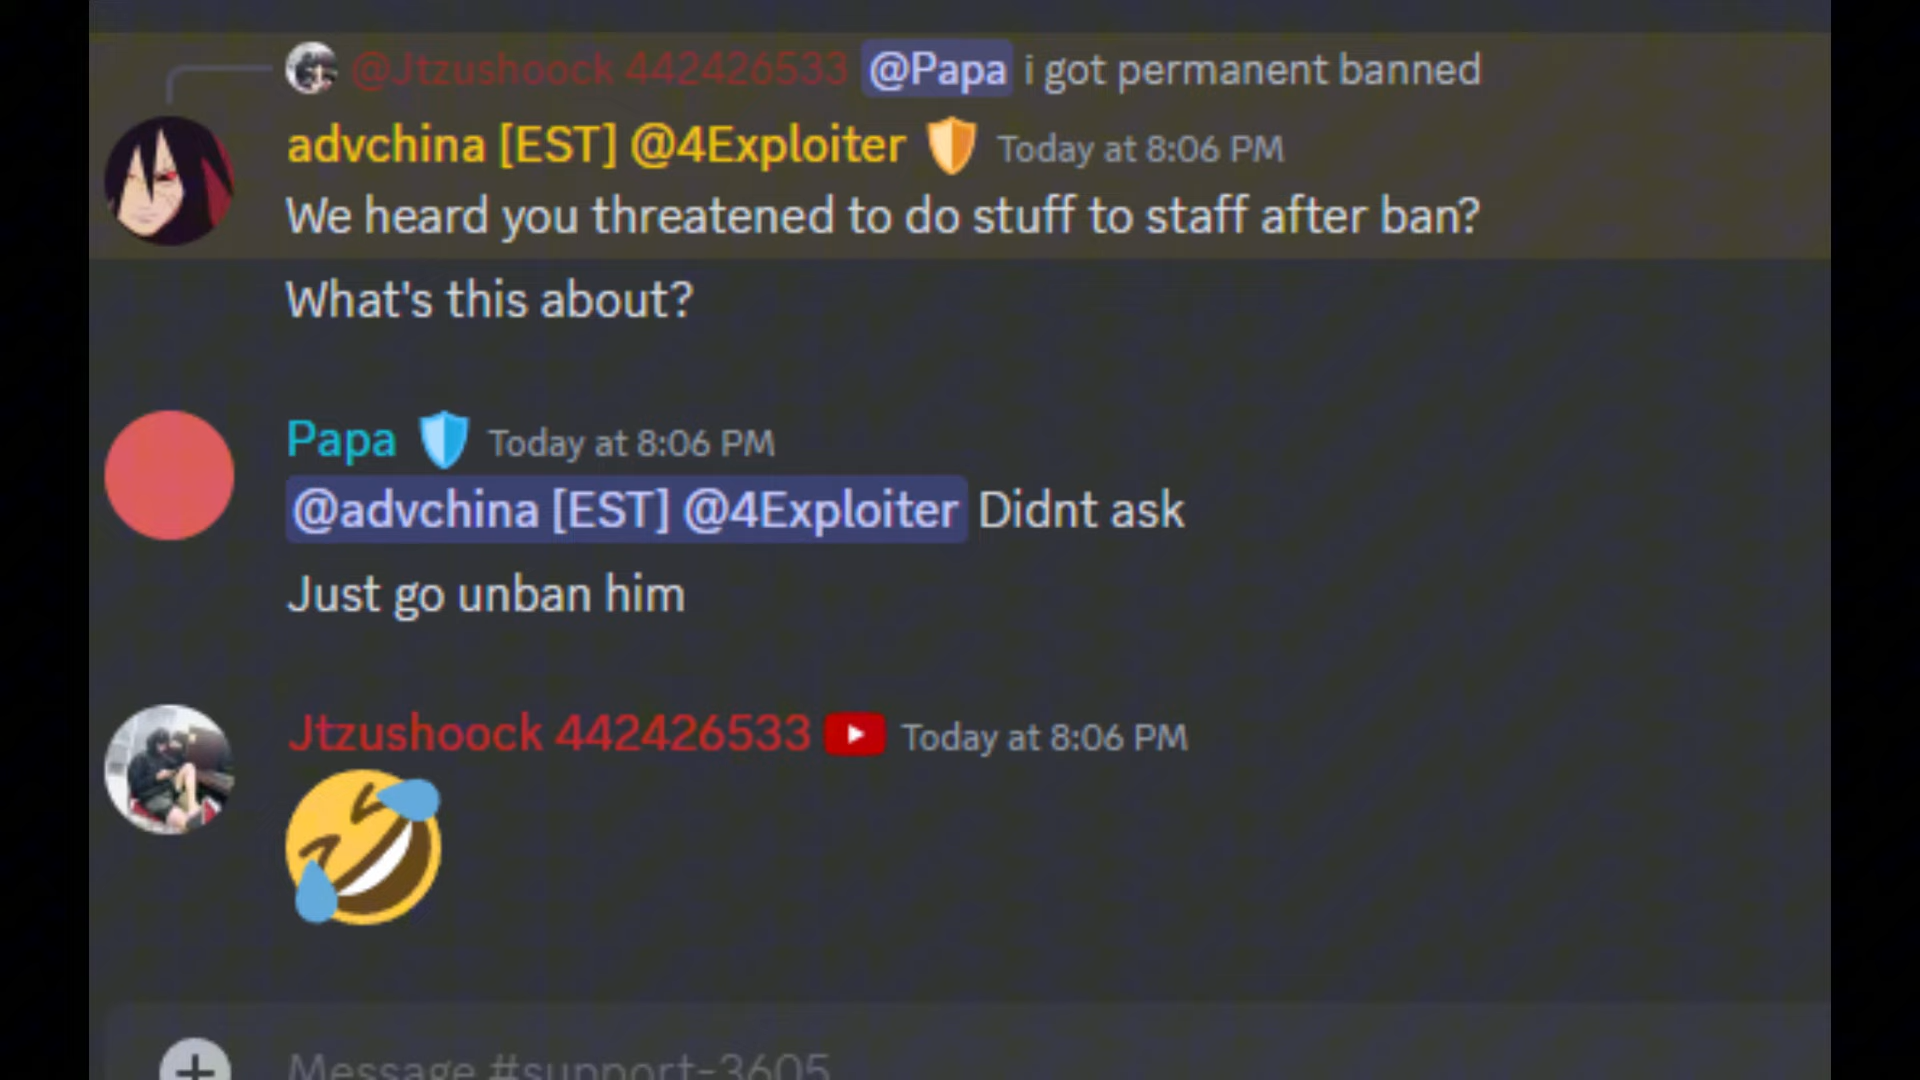 @Jtzushoock 442426533 @Papa i got permanent banned
advchina [EST] @4Exploiter Today at 8:06 PM
We heard you threatened to do stuff to staff after ban?
What's this about?
Papa Today at 8:06 PM
@advchina [EST] @4Exploiter Didnt ask
Just go unban him
Jtzushoock 442426533 Today at 8:06 PM
Message #support-3605